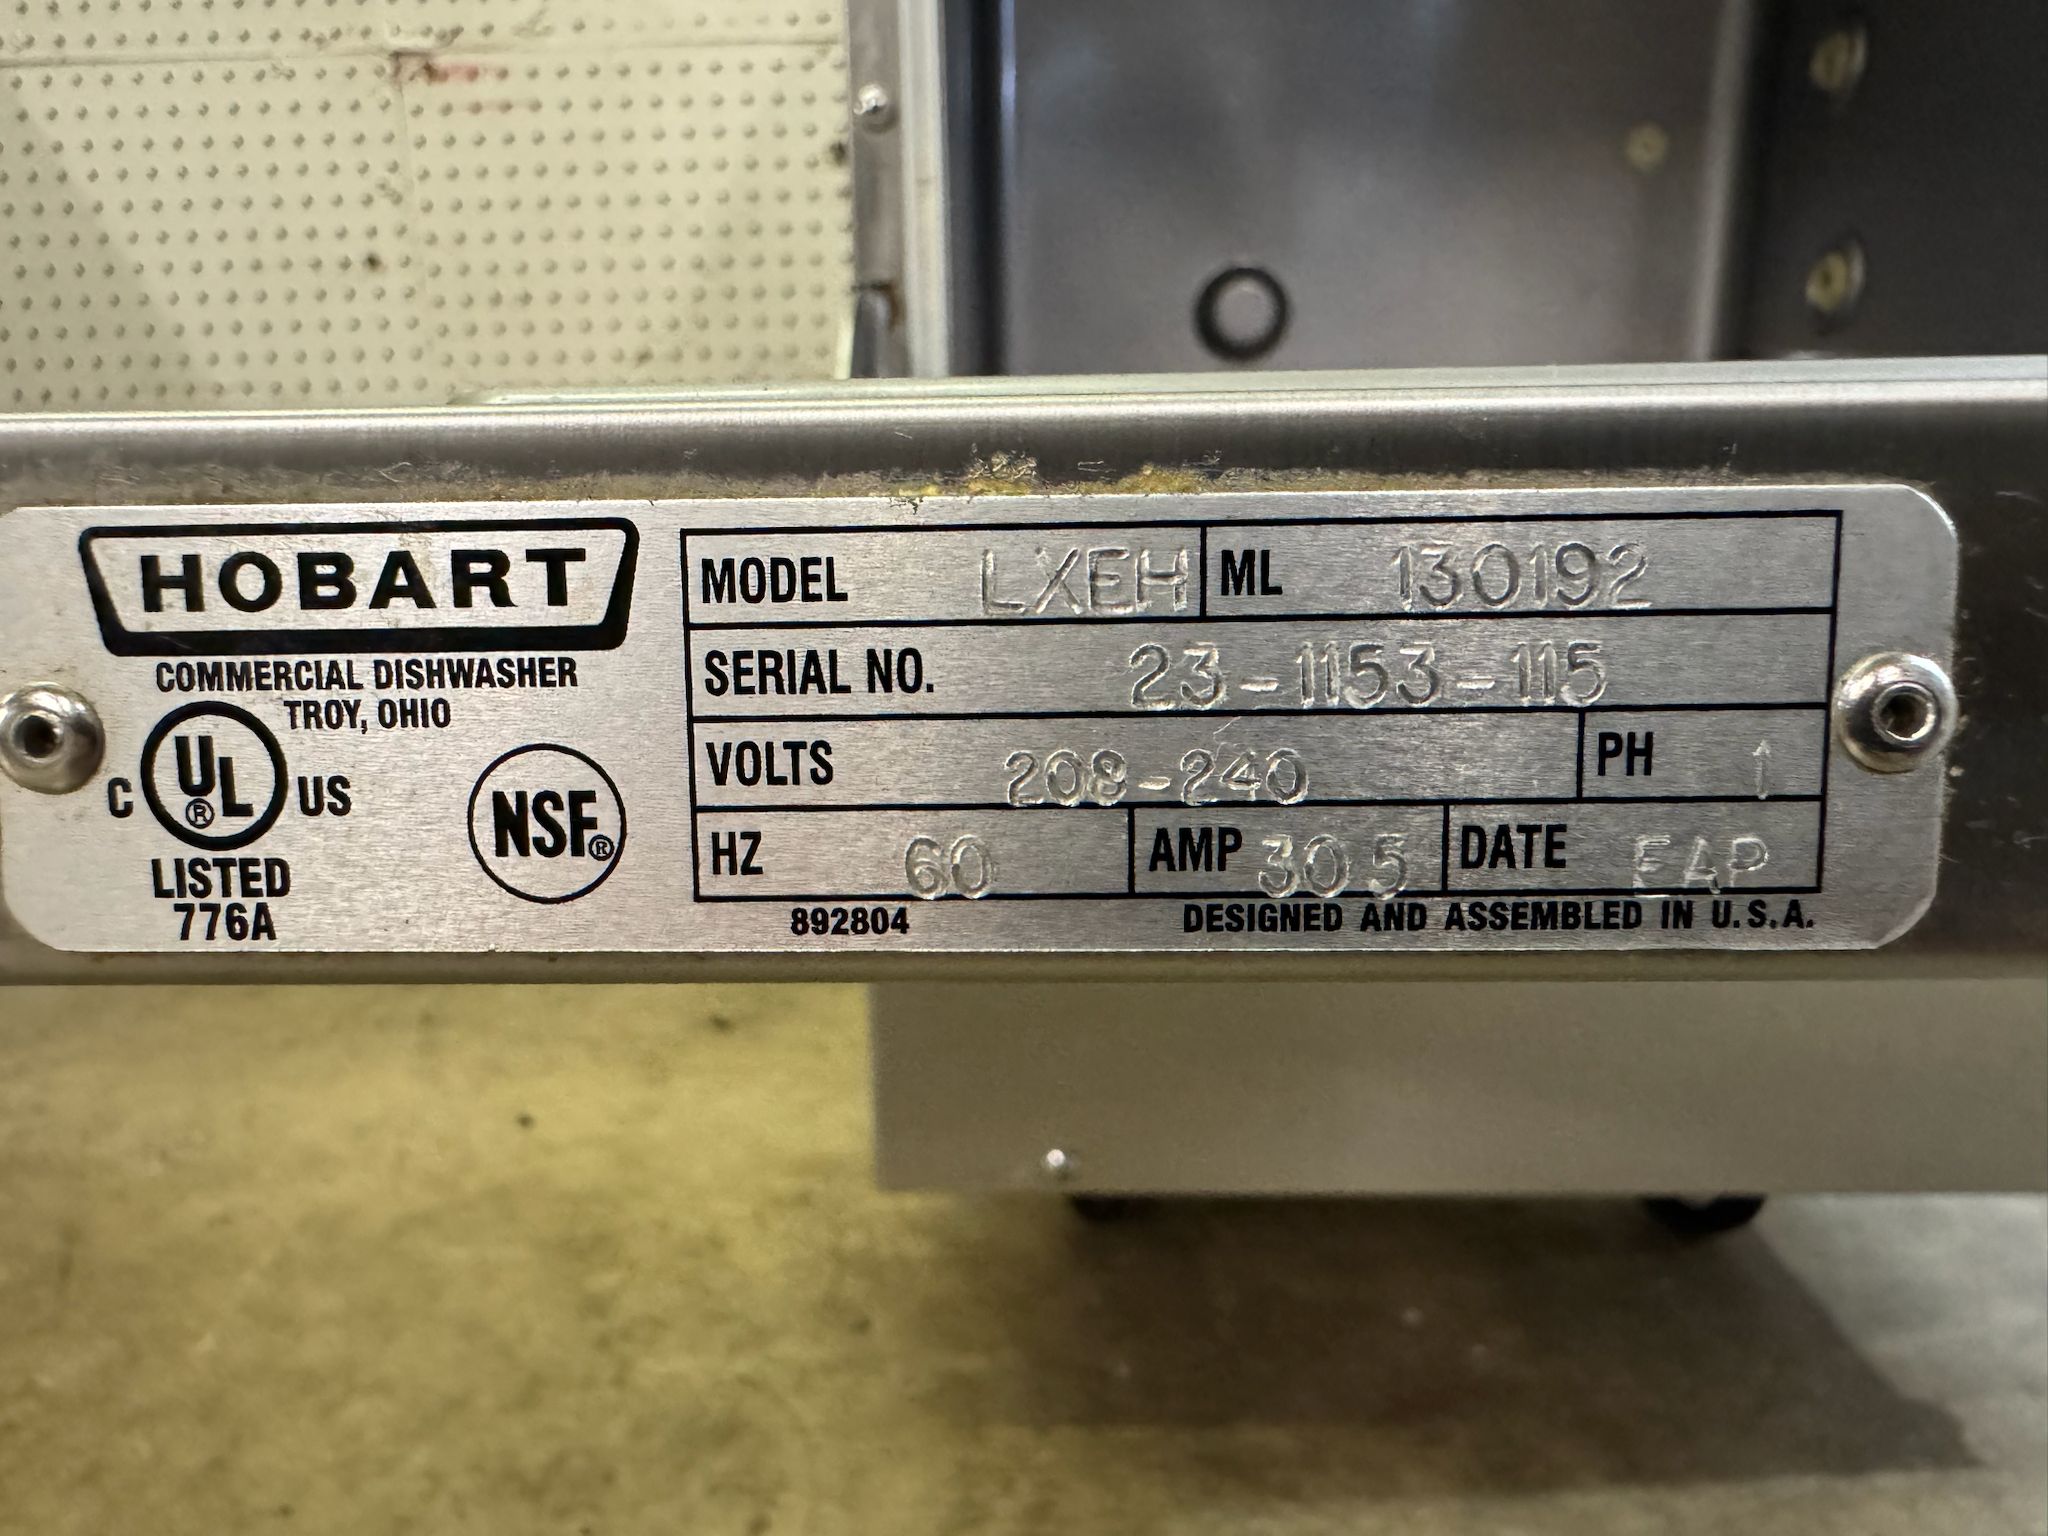 HOBART
COMMERCIAL DISHWASHER
TROY, OHIO
C UL ® US
LISTED
776A
NSF®
MODEL LXEH ML 130192
SERIAL NO. 23-1153-115
VOLTS 208-240 PH 1
HZ 60 AMP 30 5 DATE EAP
892804 DESIGNED AND ASSEMBLED IN U.S.A.